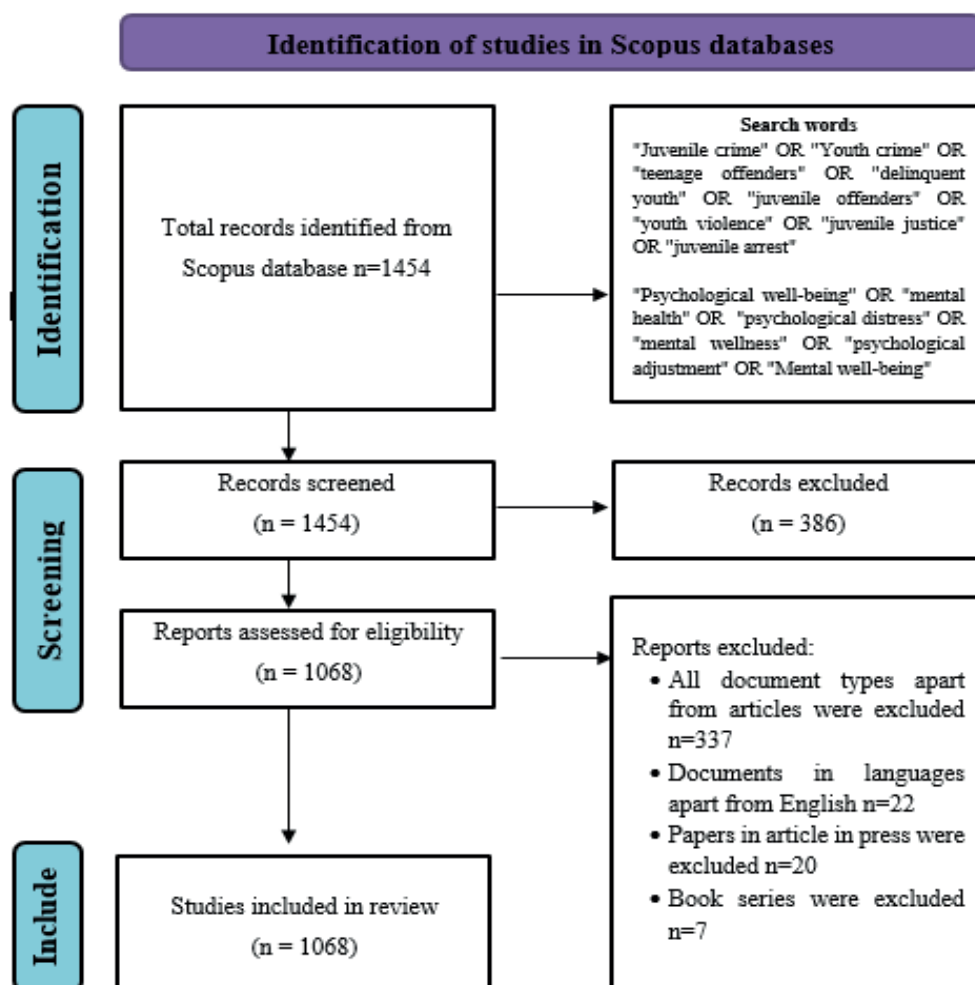 Identification of studies in Scopus databases
Identification
Total records identified from
Scopus database n=1454
Search words
"Juvenile crime" OR "Youth crime" OR
"teenage offenders" OR "delinquent
youth" OR "juvenile offenders" OR
"youth violence" OR "juvenile justice"
OR "juvenile arrest"
"Psychological well-being" OR "mental
health" OR "psychological distress" OR
"mental wellness" OR "psychological
adjustment" OR "Mental well-being"
Screening
Records screened
(n = 1454)
Records excluded
(n = 386)
Reports assessed for eligibility
(n = 1068)
Reports excluded:
• All document types apart
from articles were excluded
n=337
• Documents in languages
apart from English n=22
• Papers in article in press were
excluded n=20
• Book series were excluded
n=7
Include
Studies included in review
(n = 1068)